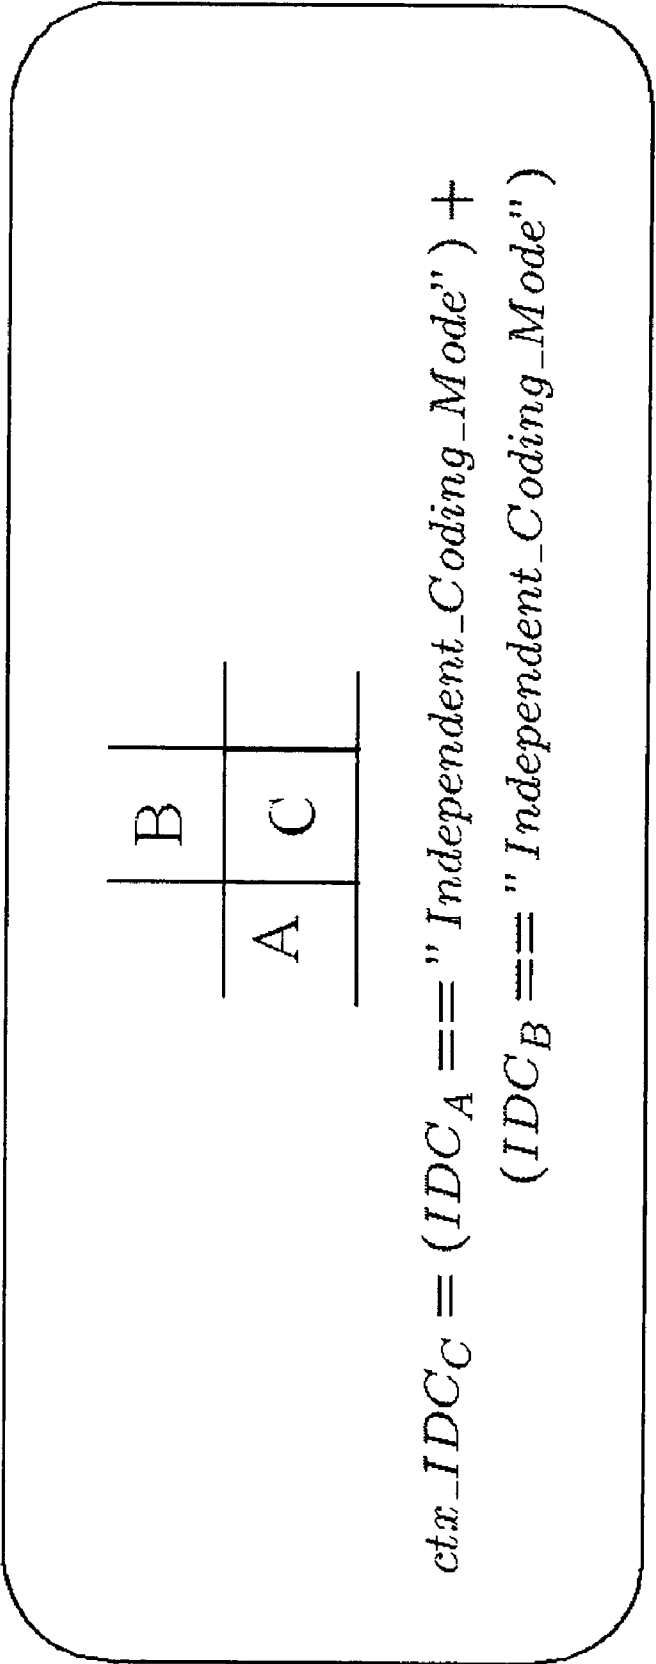 B
A C
ctx_IDC_C = (IDC_A =="Independent_Coding_Mode") +
(IDC_B =="Independent_Coding_Mode")